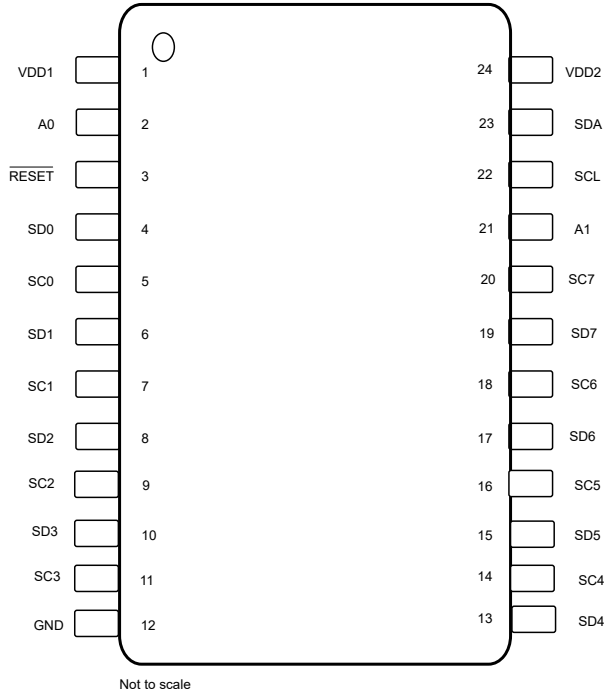 VDD1 1 24 VDD2
A0 2 23 SDA
RESET 3 22 SCL
SD0 4 21 A1
SC0 5 20 SC7
SD1 6 19 SD7
SC1 7 18 SC6
SD2 8 17 SD6
SC2 9 16 SC5
SD3 10 15 SD5
SC3 11 14 SC4
GND 12 13 SD4
Not to scale